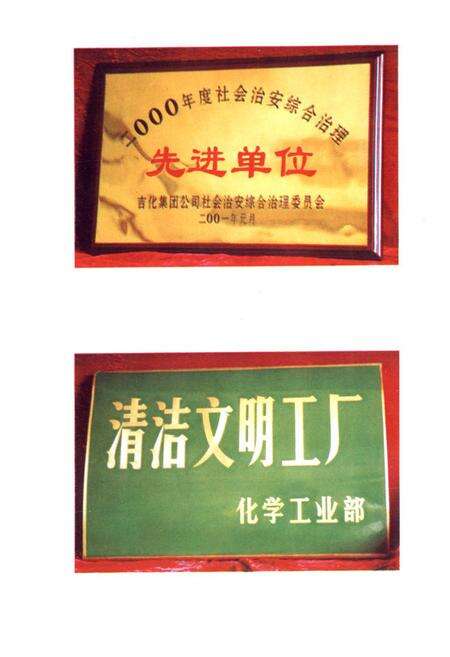 二000年度社会治安综合治理
先进单位
吉化集团公司社会治安综合治理委员会
二00一年元月
清洁文明工厂
化学工业部